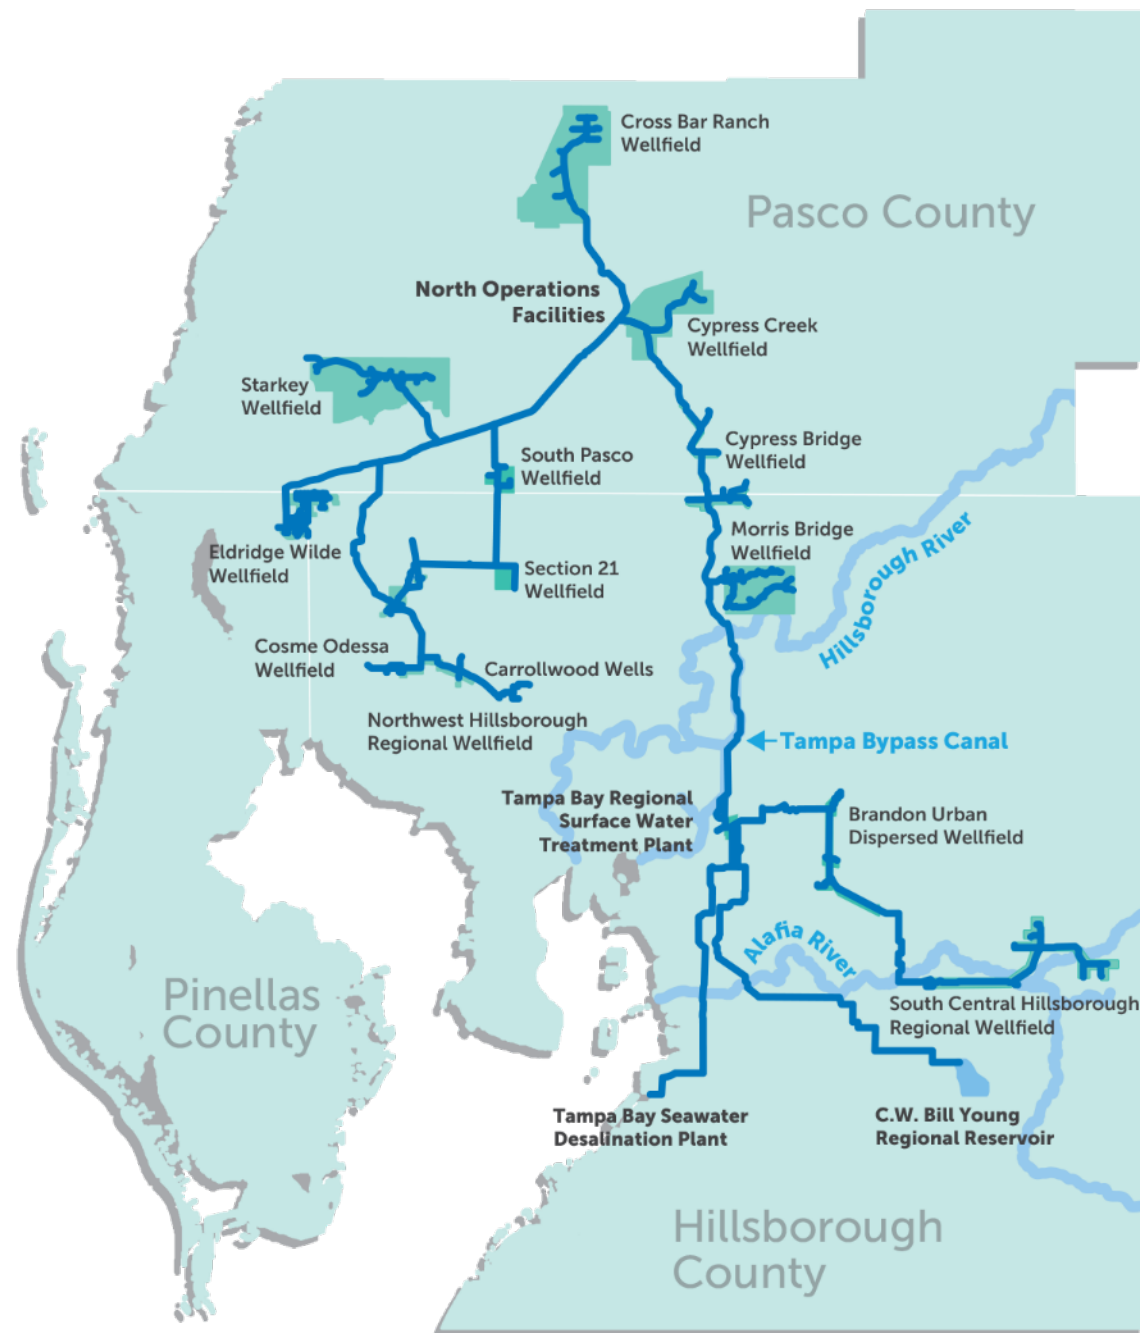 Cross Bar Ranch
Wellfield
Pasco County
North Operations
Facilities
Cypress Creek
Wellfield
Starkey
Wellfield
Cypress Bridge
Wellfield
South Pasco
Wellfield
Morris Bridge
Wellfield
Hillsborough River
Eldridge Wilde
Wellfield
Section 21
Wellfield
Cosme Odessa
Wellfield
Carrollwood Wells
Northwest Hillsborough
Regional Wellfield
Tampa Bypass Canal
Tampa Bay Regional
Surface Water
Treatment Plant
Brandon Urban
Dispersed Wellfield
Alafia River
Pinellas
County
South Central Hillsborough
Regional Wellfield
Tampa Bay Seawater
Desalination Plant
C.W. Bill Young
Regional Reservoir
Hillsborough
County